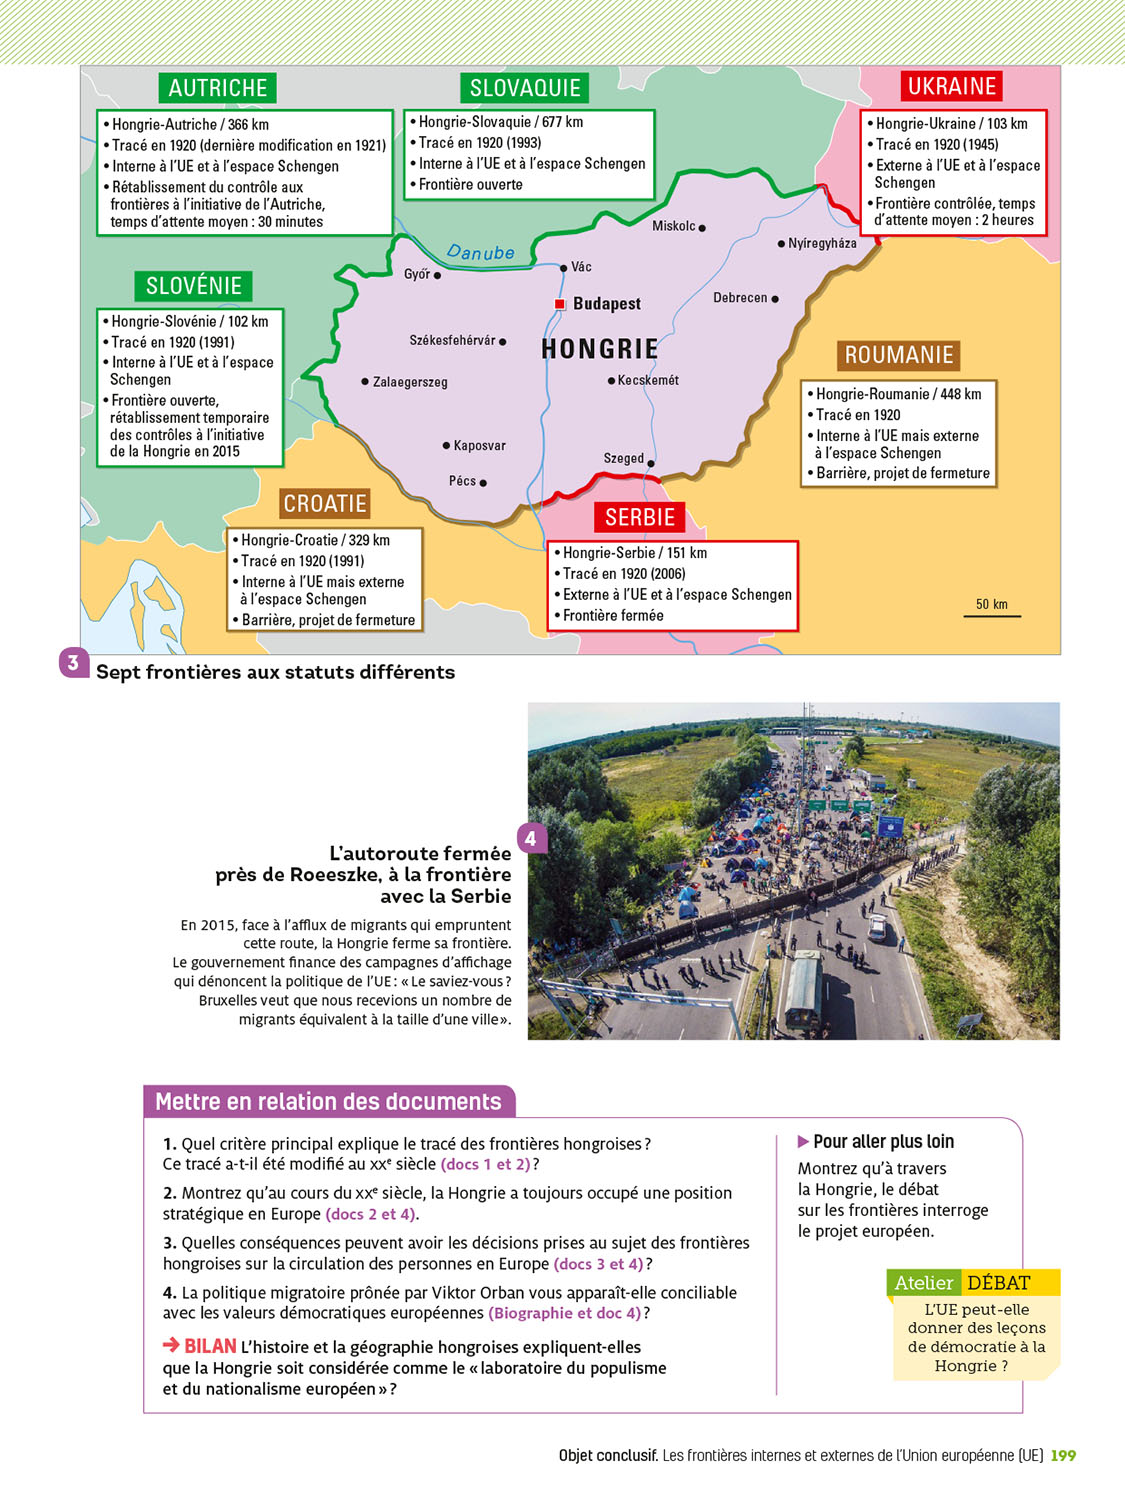 AUTRICHE
• Hongrie-Autriche / 366 km
• Tracé en 1920 (dernière modification en 1921)
• Interne à l’UE et à l’espace Schengen
• Rétablissement du contrôle aux
frontières à l’initiative de l’Autriche,
temps d’attente moyen : 30 minutes
SLOVAQUIE
• Hongrie-Slovaquie / 677 km
• Tracé en 1920 (1993)
• Interne à l’UE et à l’espace Schengen
• Frontière ouverte
UKRAINE
• Hongrie-Ukraine / 103 km
• Tracé en 1920 (1945)
• Externe à l’UE et à l’espace
Schengen
• Frontière contrôlée, temps
d’attente moyen : 2 heures
SLOVÉNIE
• Hongrie-Slovénie / 102 km
• Tracé en 1920 (1991)
• Interne à l’UE et à l’espace
Schengen
• Frontière ouverte,
rétablissement temporaire
des contrôles à l’initiative
de la Hongrie en 2015
Danube
Miskolc
Nyíregyháza
Győr
Vác
Budapest
Debrecen
Székesfehérvár
HONGRIE
Zalaegerszeg
Kecskemét
Kaposvar
Szeged
Pécs
ROUMANIE
• Hongrie-Roumanie / 448 km
• Tracé en 1920
• Interne à l’UE mais externe
à l’espace Schengen
• Barrière, projet de fermeture
CROATIE
• Hongrie-Croatie / 329 km
• Tracé en 1920 (1991)
• Interne à l’UE mais externe
à l’espace Schengen
• Barrière, projet de fermeture
SERBIE
• Hongrie-Serbie / 151 km
• Tracé en 1920 (2006)
• Externe à l’UE et à l’espace Schengen
• Frontière fermée
50 km
3 Sept frontières aux statuts différents
4
L’autoroute fermée
près de Roeeszke, à la frontière
avec la Serbie
En 2015, face à l’afflux de migrants qui empruntent
cette route, la Hongrie ferme sa frontière.
Le gouvernement finance des campagnes d’affichage
qui dénoncent la politique de l’UE : « Le saviez-vous ?
Bruxelles veut que nous recevions un nombre de
migrants équivalent à la taille d’une ville ».
Mettre en relation des documents
1. Quel critère principal explique le tracé des frontières hongroises ?
Ce tracé a-t-il été modifié au XXe siècle (docs 1 et 2) ?
2. Montrez qu’au cours du XXe siècle, la Hongrie a toujours occupé une position
stratégique en Europe (docs 2 et 4).
3. Quelles conséquences peuvent avoir les décisions prises au sujet des frontières
hongroises sur la circulation des personnes en Europe (docs 3 et 4) ?
4. La politique migratoire prônée par Viktor Orban vous apparaît-elle conciliable
avec les valeurs démocratiques européennes (Biographie et doc 4) ?
➔ BILAN L’histoire et la géographie hongroises expliquent-elles
que la Hongrie soit considérée comme le « laboratoire du populisme
et du nationalisme européen » ?
▶ Pour aller plus loin
Montrez qu’à travers
la Hongrie, le débat
sur les frontières interroge
le projet européen.
Atelier DÉBAT
L’UE peut-elle
donner des leçons
de démocratie à la
Hongrie ?
Objet conclusif. Les frontières internes et externes de l’Union européenne (UE) 199